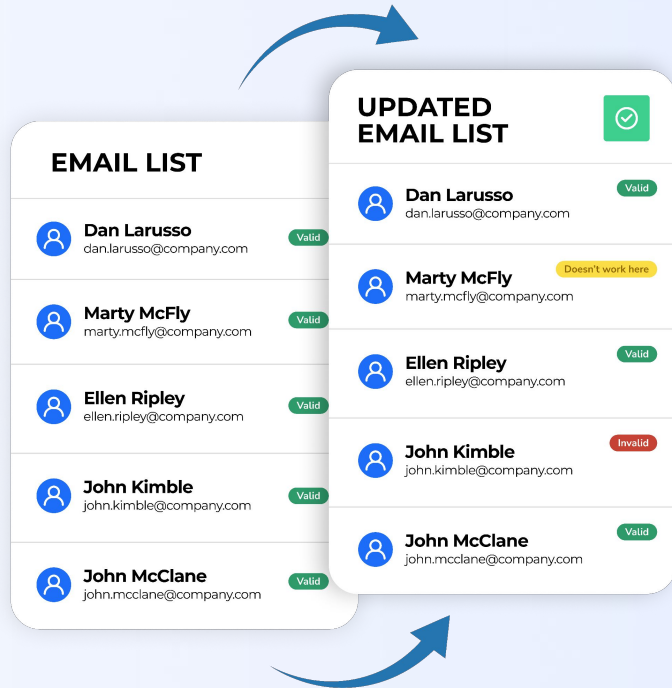 EMAIL LIST
Dan Larusso
dan.larusso@company.com
Valid
Marty McFly
marty.mcfly@company.com
Valid
Ellen Ripley
ellen.ripley@company.com
Valid
John Kimble
john.kimble@company.com
Valid
John McClane
john.mcclane@company.com
Valid
UPDATED
EMAIL LIST
Dan Larusso
dan.larusso@company.com
Valid
Marty McFly
marty.mcfly@company.com
Doesn't work here
Ellen Ripley
ellen.ripley@company.com
Valid
John Kimble
john.kimble@company.com
Invalid
John McClane
john.mcclane@company.com
Valid